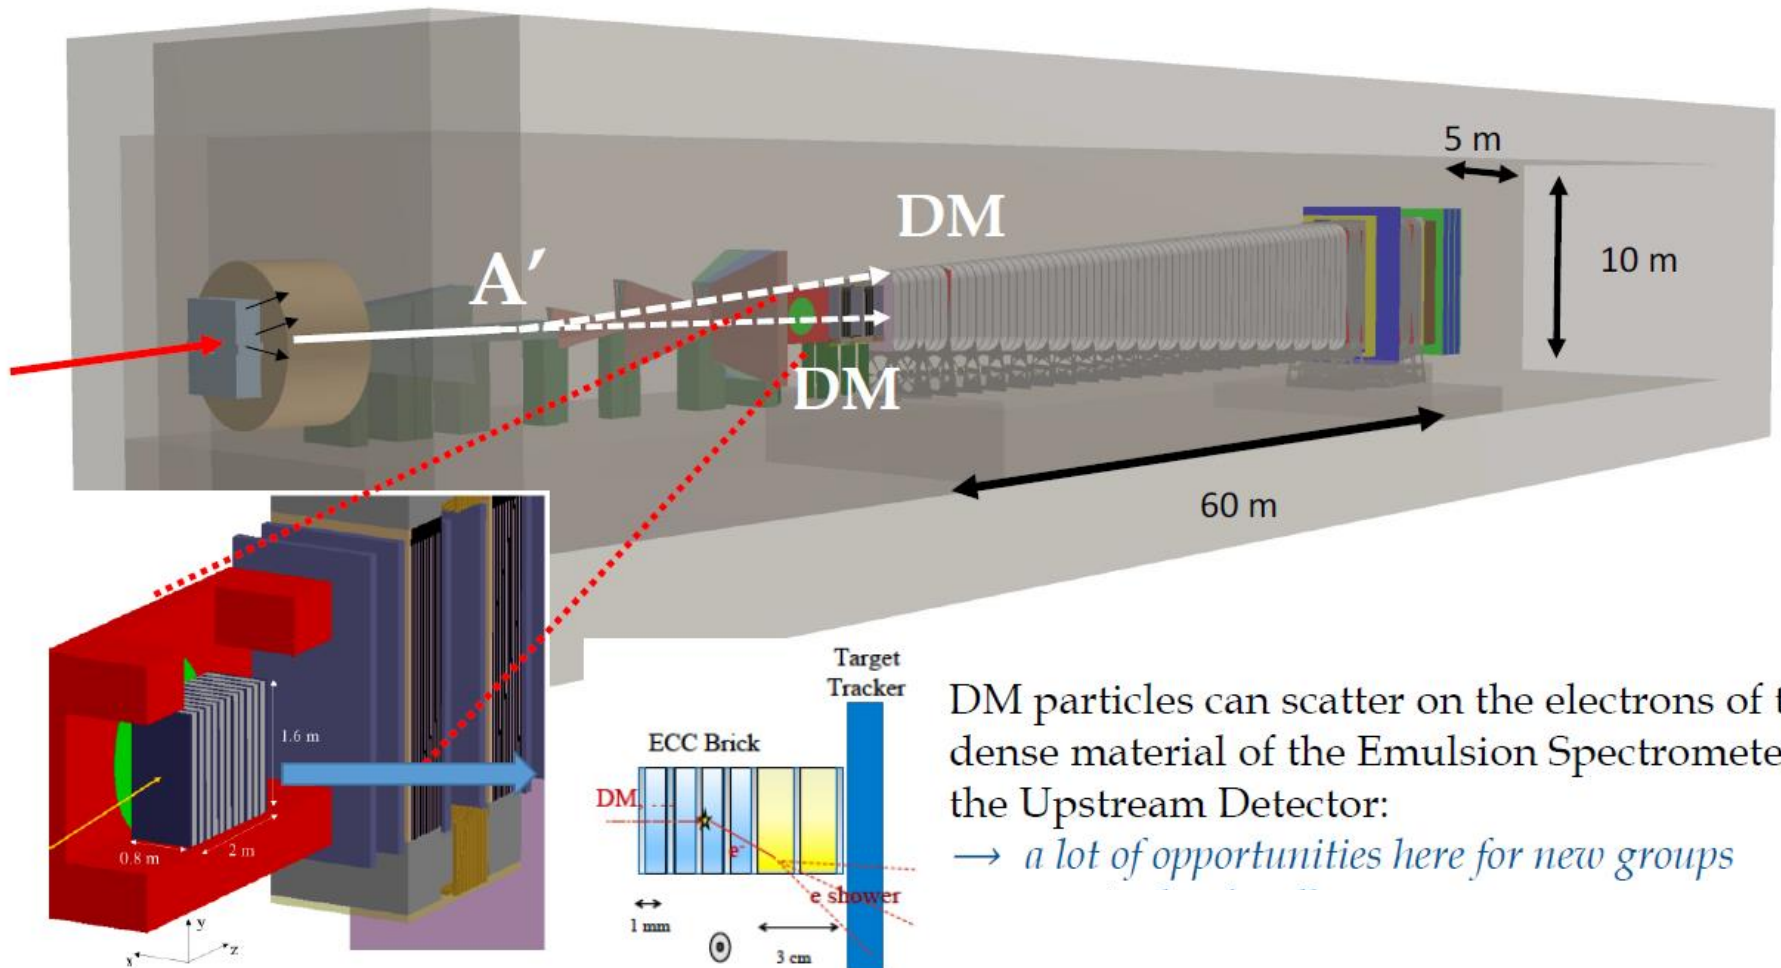 5 m
DM
A′
10 m
DM
60 m
1.6 m
0.8 m
2 m
y
x
z
Target
Tracker
ECC Brick
DM
e-
e shower
1 mm
3 cm
DM particles can scatter on the electrons of
dense material of the Emulsion
the Upstream Detector:
→ a lot of opportunities here for new groups